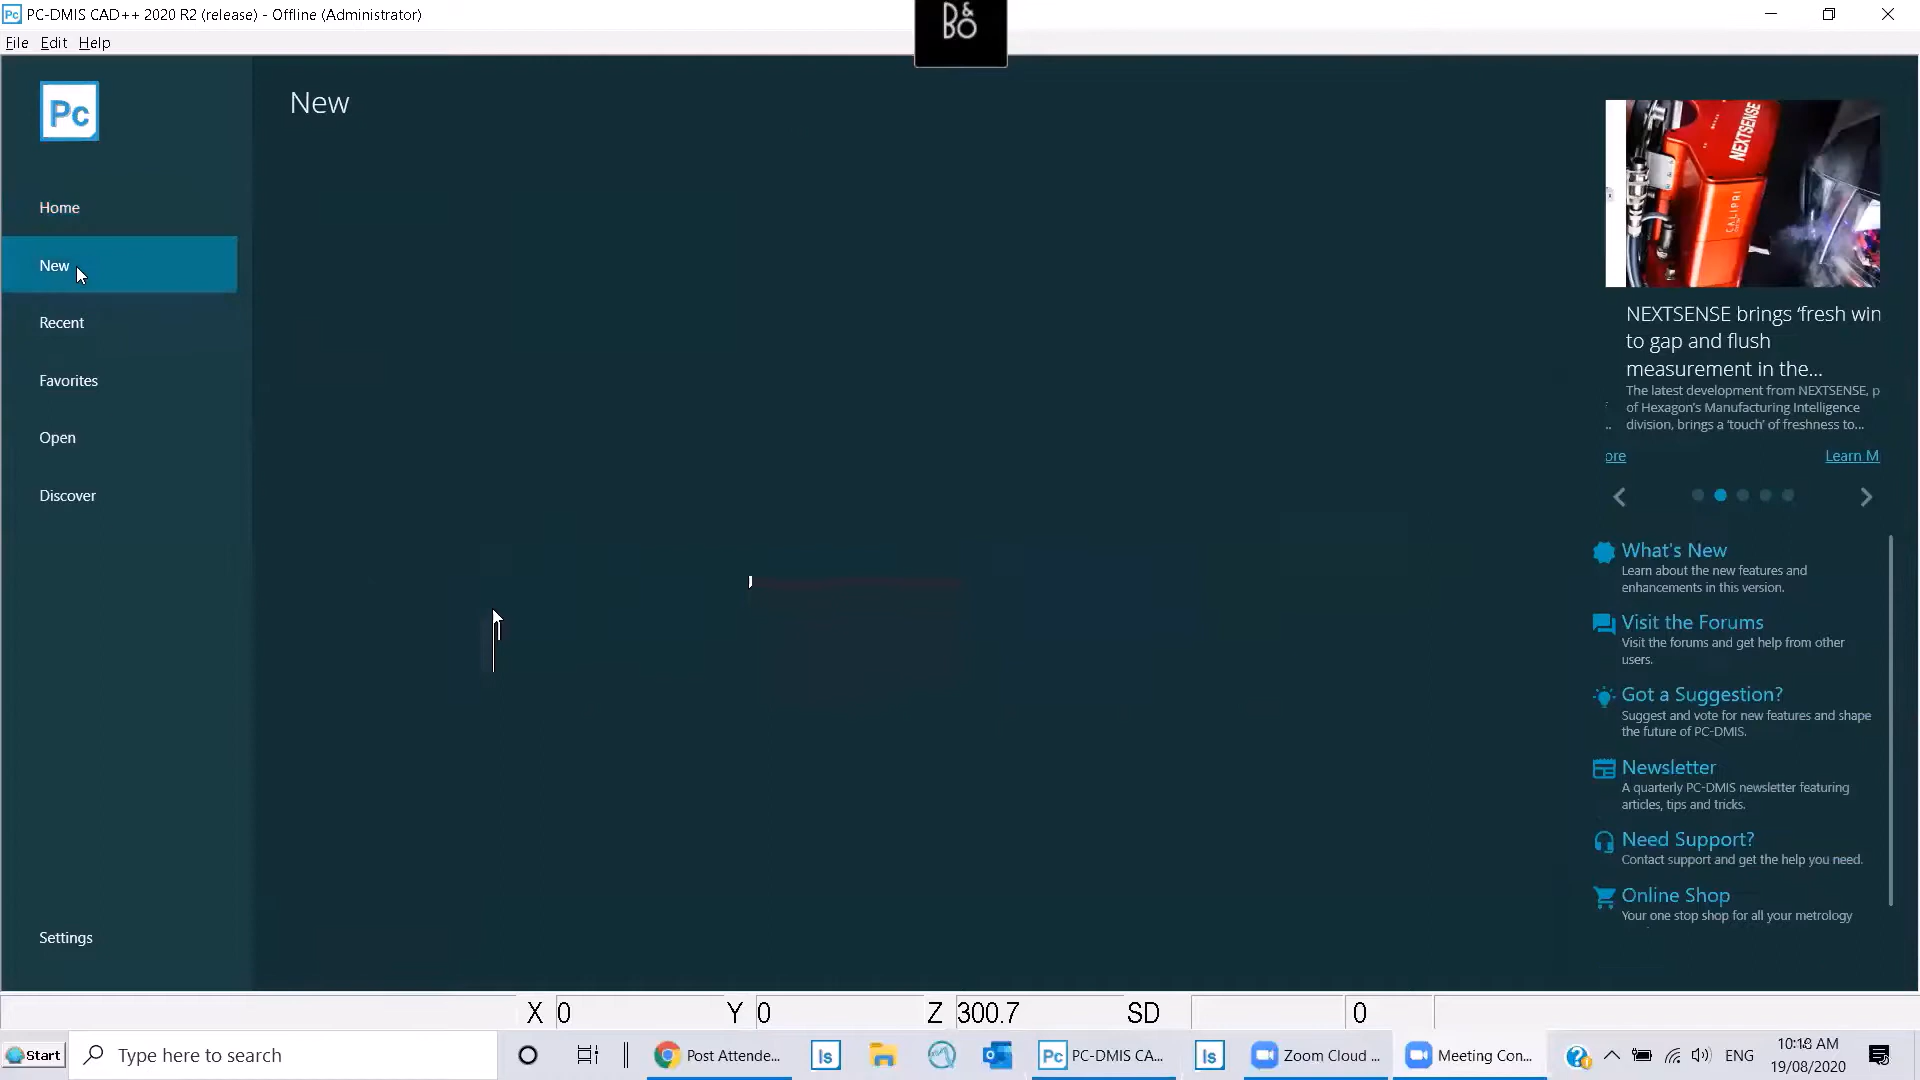 PC-DMIS CAD++ 2020 R2 (release) - Offline (Administrator)
B&O
File Edit Help
Pc
New
Home
New
Recent
Favorites
Open
Discover
Settings
NEXTSENSE
CALIPRI
NEXTSENSE brings ‘fresh win
to gap and flush
measurement in the...
The latest development from NEXTSENSE, p
of Hexagon's Manufacturing Intelligence
division, brings a ‘touch’ of freshness to...
ore
Learn M
What's New
Learn about the new features and
enhancements in this version.
Visit the Forums
Visit the forums and get help from other
users.
Got a Suggestion?
Suggest and vote for new features and shape
the future of PC-DMIS.
Newsletter
A quarterly PC-DMIS newsletter featuring
articles, tips and tricks.
Need Support?
Contact support and get the help you need.
Online Shop
Your one stop shop for all your metrology
X 0 Y 0 Z 300.7 SD 0
Start Type here to search Post Attende... Is Pc PC-DMIS CA... Is Zoom Cloud ... Meeting Con... ENG 10:18 AM
19/08/2020